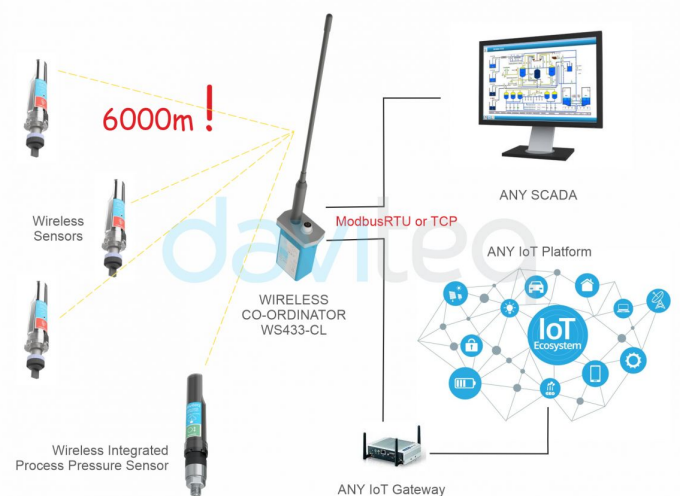 6000m !
ANY SCADA
Wireless
Sensors
ModbusRTU or TCP
daviteq
ANY IoT Platform
WIRELESS
CO-ORDINATOR
WS433-CL
IoT
Ecosystem
Wireless Integrated
Process Pressure Sensor
ANY IoT Gateway